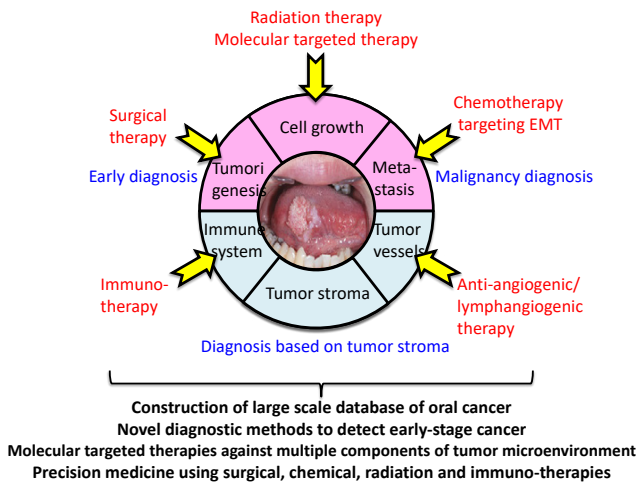 Radiation therapy
Molecular targeted therapy
Surgical
therapy
Cell growth
Chemotherapy
targeting EMT
Early diagnosis
Tumori
genesis
Meta-
stasis
Malignancy diagnosis
Immune
system
Tumor
vessels
Immuno-
therapy
Tumor stroma
Anti-angiogenic/
lymphangiogenic
therapy
Diagnosis based on tumor stroma
Construction of large scale database of oral cancer
Novel diagnostic methods to detect early-stage cancer
Molecular targeted therapies against multiple components of tumor microenvironment
Precision medicine using surgical, chemical, radiation and immuno-therapies